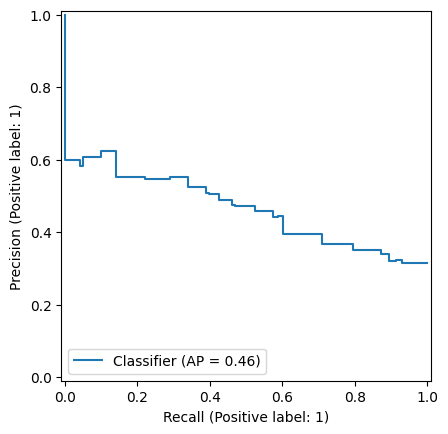 Precision (Positive label: 1)
1.0
0.8
0.6
0.4
0.2
0.0
Classifier (AP = 0.46)
0.0 0.2 0.4 0.6 0.8 1.0
Recall (Positive label: 1)